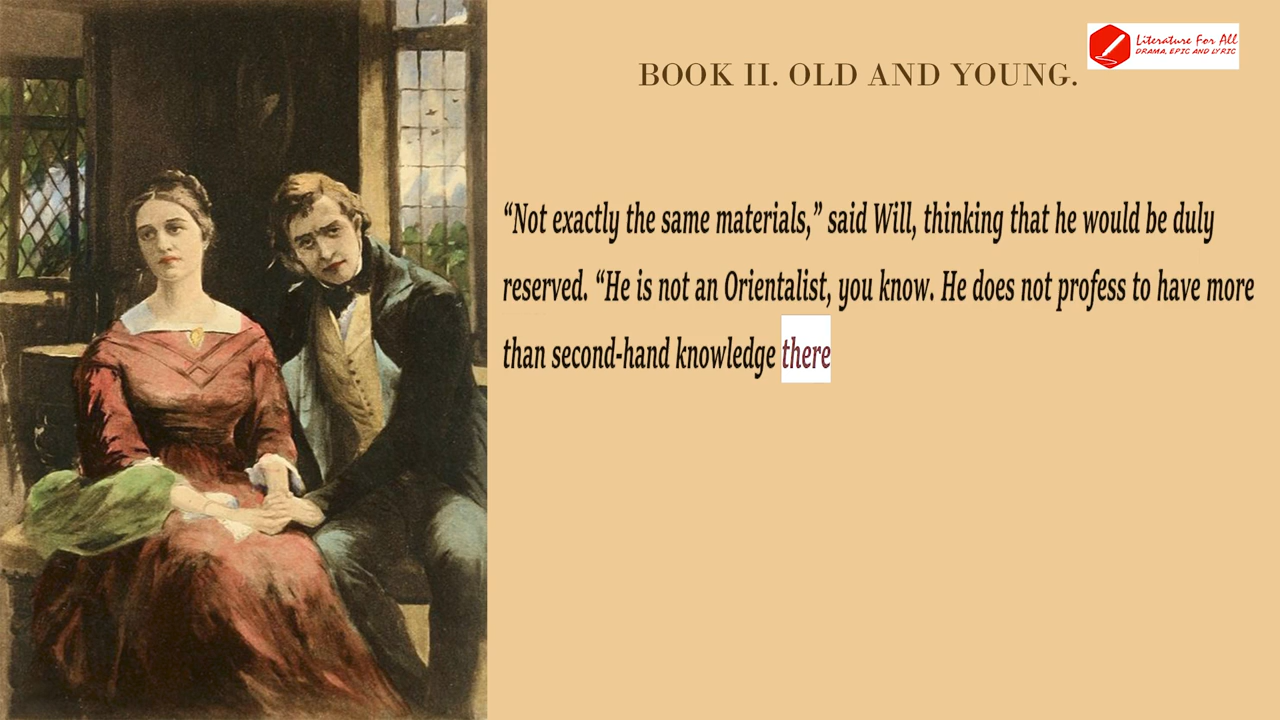 Literature For All
DRAMA, EPIC AND LYRIC
BOOK II. OLD AND YOUNG.
“Not exactly the same materials,” said Will, thinking that he would be duly
reserved. “He is not an Orientalist, you know. He does not profess to have more
than second-hand knowledge there